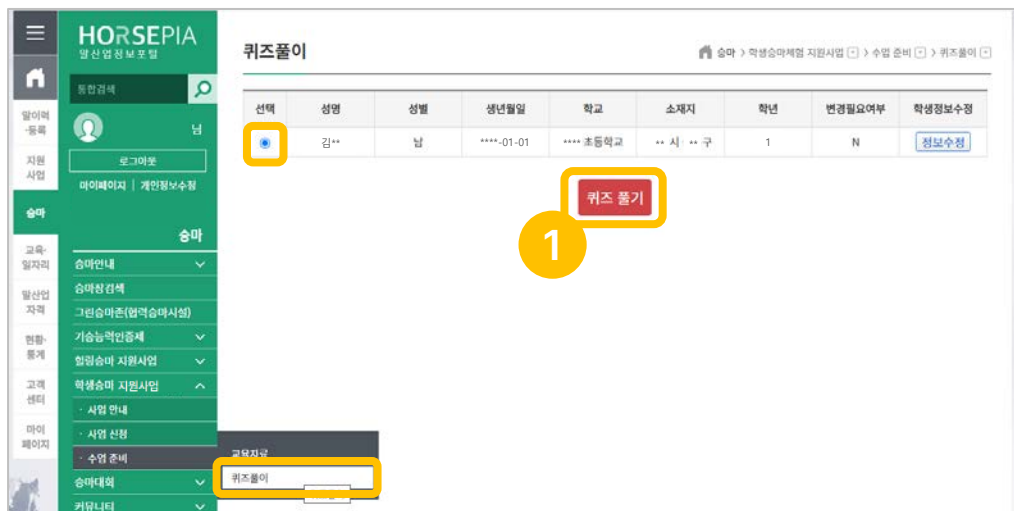 HORSEPIA
말산업정보포털
통합검색
님
로그아웃
마이페이지 | 개인정보수정
말이력
·등록
지원
사업
승마
교육·
일자리
말산업
자격
현황·
통계
고객
센터
마이
페이지
승마
승마안내
승마장검색
그린승마존(협력승마시설)
기승능력인증제
힐링승마 지원사업
학생승마 지원사업
· 사업 안내
· 사업 신청
· 수업 준비
승마대회
커뮤니티
교육자료
퀴즈풀이
퀴즈풀이
승마 > 학생승마체험 지원사업 > 수업 준비 > 퀴즈풀이
선택 성명 성별 생년월일 학교 소재지 학년 변경필요여부 학생정보수정
김** 남 ****-01-01 **** 초등학교 ** 시 ** 구 1 N 정보수정
퀴즈 풀기
1